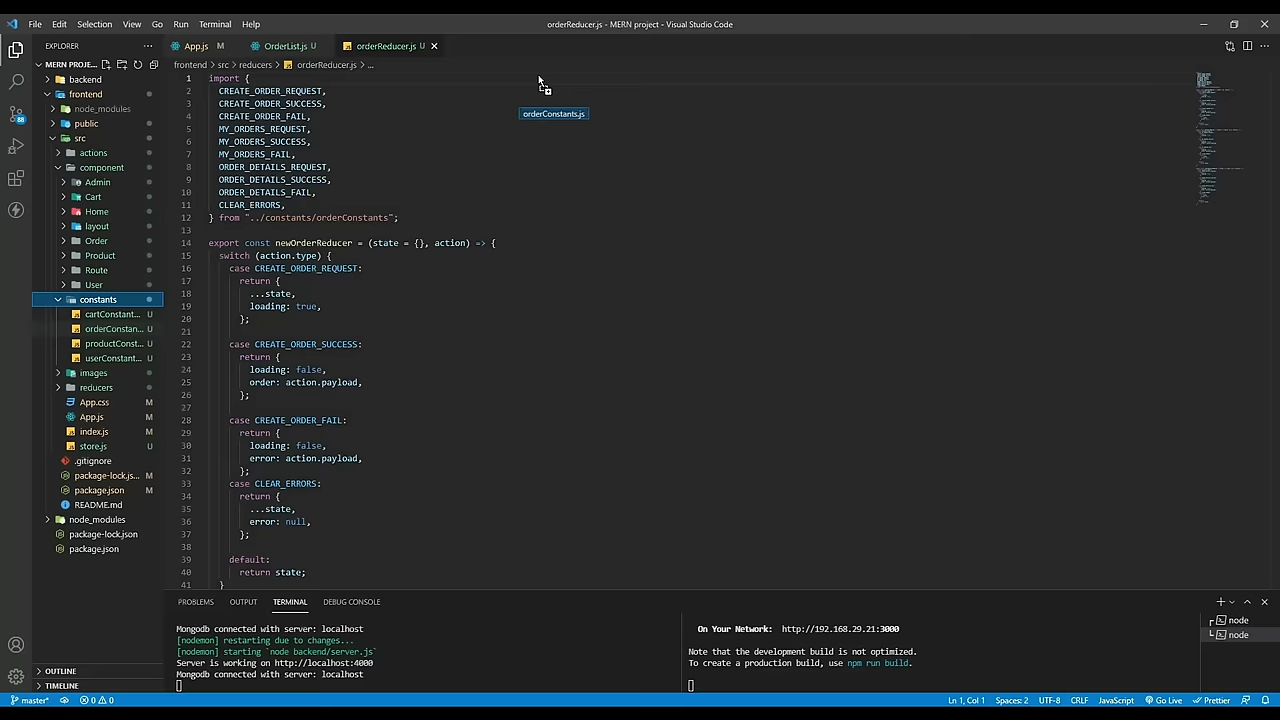 File Edit Selection View Go Run Terminal Help
orderReducer.js - MERN project - Visual Studio Code
EXPLORER
App.js M
OrderList.js U
orderReducer.js U
MERN PROJE...
frontend > src > reducers > orderReducer.js > ...
backend
frontend
node_modules
public
src
actions
component
Admin
Cart
Home
layout
Order
Product
Route
User
constants
cartConstant... U
orderConstan... U
productConst... U
userConstant... U
images
reducers
App.css M
App.js M
index.js M
store.js U
.gitignore
package-lock.js... M
package.json M
README.md
node_modules
package-lock.json
package.json
OUTLINE
TIMELINE
88
1 import {
2 CREATE_ORDER_REQUEST,
3 CREATE_ORDER_SUCCESS,
4 CREATE_ORDER_FAIL,
5 MY_ORDERS_REQUEST,
6 MY_ORDERS_SUCCESS,
7 MY_ORDERS_FAIL,
8 ORDER_DETAILS_REQUEST,
9 ORDER_DETAILS_SUCCESS,
10 ORDER_DETAILS_FAIL,
11 CLEAR_ERRORS,
12 } from "../constants/orderConstants";
13
14 export const newOrderReducer = (state = {}, action) => {
15 switch (action.type) {
16 case CREATE_ORDER_REQUEST:
17 return {
18 ...state,
19 loading: true,
20 };
21
22 case CREATE_ORDER_SUCCESS:
23 return {
24 loading: false,
25 order: action.payload,
26 };
27
28 case CREATE_ORDER_FAIL:
29 return {
30 loading: false,
31 error: action.payload,
32 };
33 case CLEAR_ERRORS:
34 return {
35 ...state,
36 error: null,
37 };
38
39 default:
40 return state;
41 }
orderConstants.js
PROBLEMS OUTPUT TERMINAL DEBUG CONSOLE
Mongodb connected with server: localhost
[nodemon] restarting due to changes...
[nodemon] starting `node backend/server.js`
Server is working on http://localhost:4000
Mongodb connected with server: localhost
On Your Network: http://192.168.29.21:3000
Note that the development build is not optimized.
To create a production build, use npm run build.
node
node
master* 0 0
Ln 1, Col 1 Spaces: 2 UTF-8 CRLF JavaScript Go Live Prettier